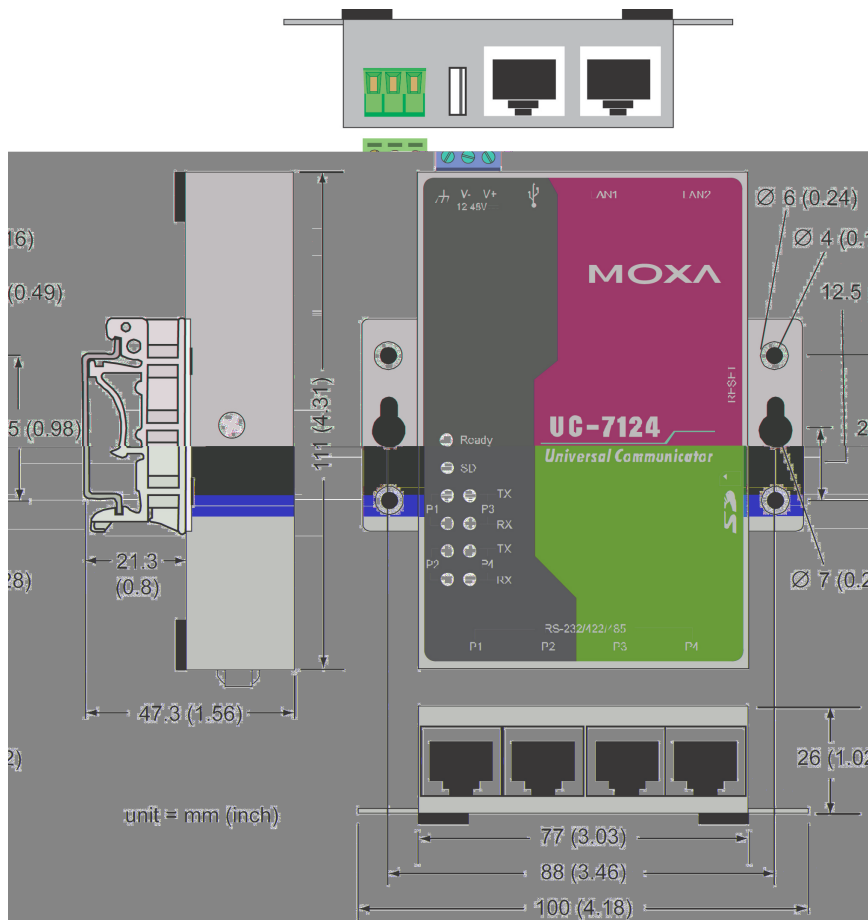 V- V+
12-45V
LAN1 LAN2
Ø 6 (0.24)
16)
Ø 4 (0.1
(0.49)
12.5
MOXA
RESET
111 (4.31)
5 (0.98)
2
UC-7124
Universal Communicator
Ready
SD
TX
P1 P3
RX
TX
P2 P4
RX
21.3
(0.8)
28)
Ø 7 (0.2
RS-232/422/485
P1 P2 P3 P4
47.3 (1.56)
2)
26 (1.02
unit = mm (inch)
77 (3.03)
88 (3.46)
100 (4.18)